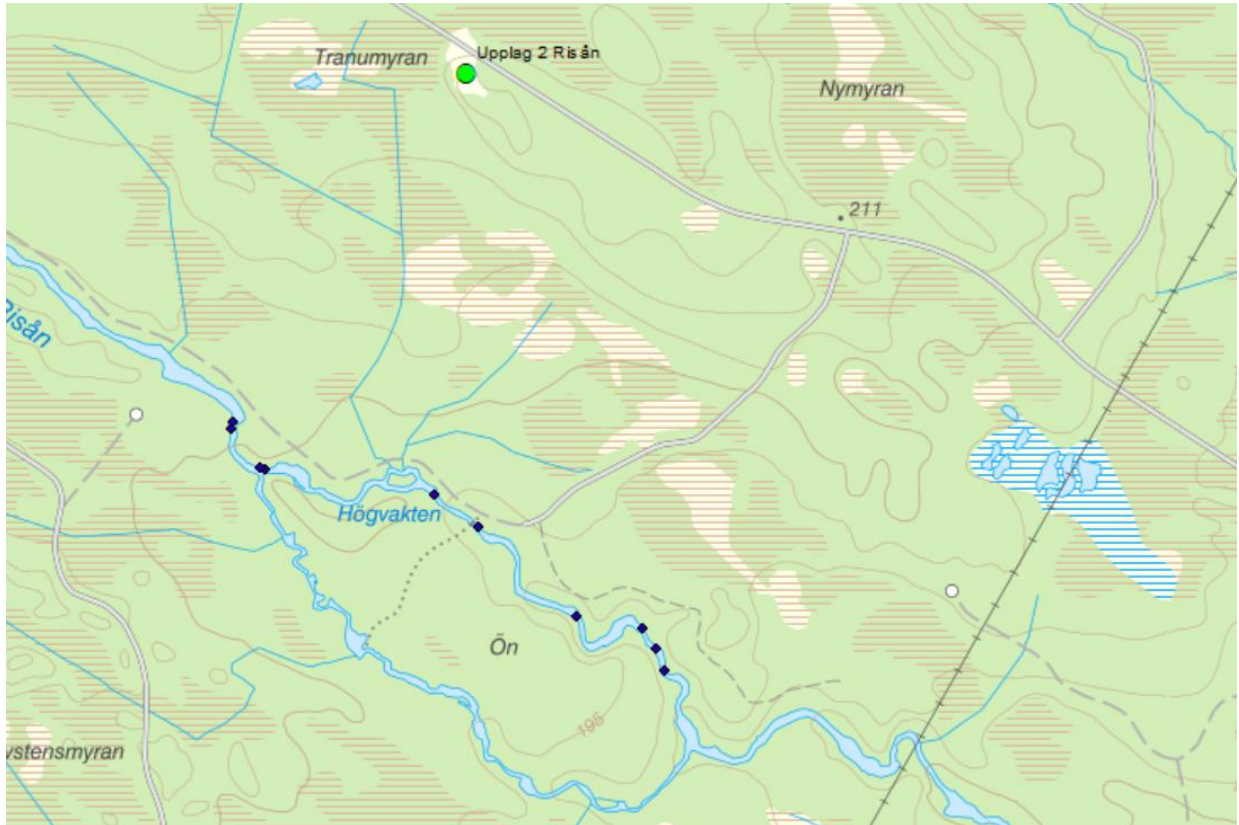 Upplag 2 Risån
Tranumyran
Nymyran
211
Risån
Högvakten
Ön
195
ystensmyran